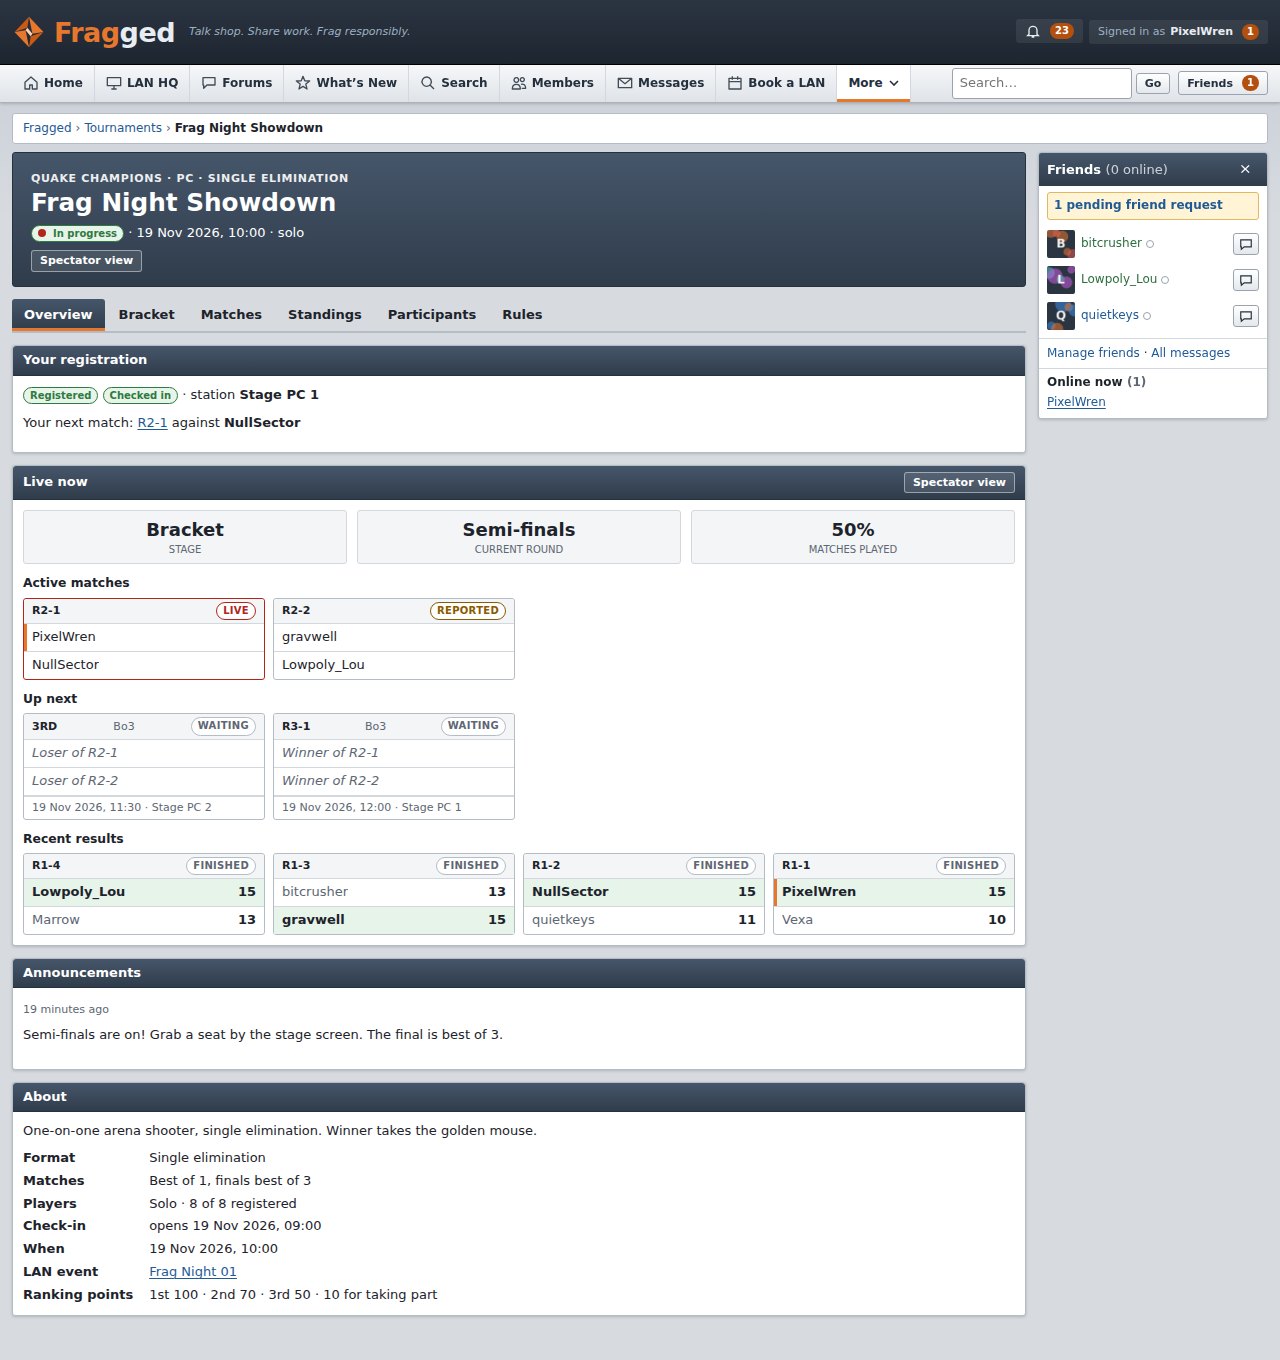 Fragged
Talk shop. Share work. Frag responsibly.
23
Signed in as PixelWren 1
Home
LAN HQ
Forums
What’s New
Search
Members
Messages
Book a LAN
More
Search…
Go
Friends 1
Fragged › Tournaments › Frag Night Showdown
QUAKE CHAMPIONS · PC · SINGLE ELIMINATION
Frag Night Showdown
In progress · 19 Nov 2026, 10:00 · solo
Spectator view
Overview
Bracket
Matches
Standings
Participants
Rules
Your registration
Registered Checked in · station Stage PC 1
Your next match: R2-1 against NullSector
Live now
Spectator view
Bracket
STAGE
Semi-finals
CURRENT ROUND
50%
MATCHES PLAYED
Active matches
R2-1 LIVE
PixelWren
NullSector
R2-2 REPORTED
gravwell
Lowpoly_Lou
Up next
3RD Bo3 WAITING
Loser of R2-1
Loser of R2-2
19 Nov 2026, 11:30 · Stage PC 2
R3-1 Bo3 WAITING
Winner of R2-1
Winner of R2-2
19 Nov 2026, 12:00 · Stage PC 1
Recent results
R1-4 FINISHED
Lowpoly_Lou 15
Marrow 13
R1-3 FINISHED
bitcrusher 13
gravwell 15
R1-2 FINISHED
NullSector 15
quietkeys 11
R1-1 FINISHED
PixelWren 15
Vexa 10
Announcements
19 minutes ago
Semi-finals are on! Grab a seat by the stage screen. The final is best of 3.
About
One-on-one arena shooter, single elimination. Winner takes the golden mouse.
Format Single elimination
Matches Best of 1, finals best of 3
Players Solo · 8 of 8 registered
Check-in opens 19 Nov 2026, 09:00
When 19 Nov 2026, 10:00
LAN event Frag Night 01
Ranking points 1st 100 · 2nd 70 · 3rd 50 · 10 for taking part
Friends (0 online)
1 pending friend request
B bitcrusher
L Lowpoly_Lou
Q quietkeys
Manage friends · All messages
Online now (1)
PixelWren